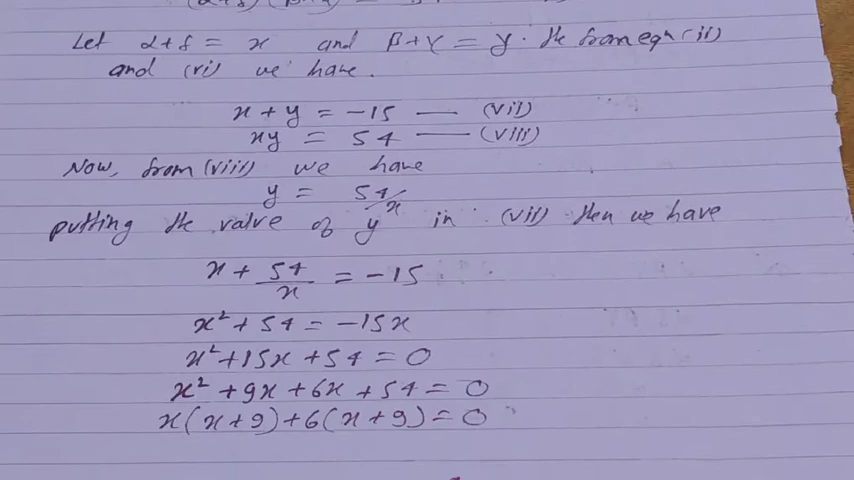 Let α+δ = x and β+γ = y. the from eqn (ii)
and (vi) we have.
x + y = -15 — (vii)
xy = 54 — (viii)
Now, from (viii) we have
y = 54/x
putting the value of y in (vii) then we have
x + 54/x = -15
x² + 54 = -15x
x² + 15x + 54 = 0
x² + 9x + 6x + 54 = 0
x(x+9) + 6(x+9) = 0